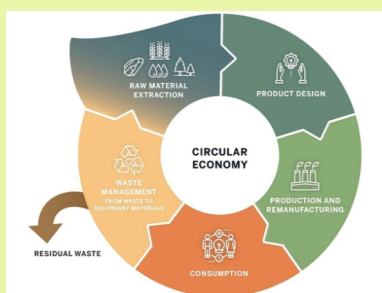 RAW MATERIAL
EXTRACTION
PRODUCT DESIGN
CIRCULAR
ECONOMY
WASTE
MANAGEMENT
FROM WASTE TO
SECONDARY MATERIALS
PRODUCTION AND
REMANUFACTURING
RESIDUAL WASTE
CONSUMPTION